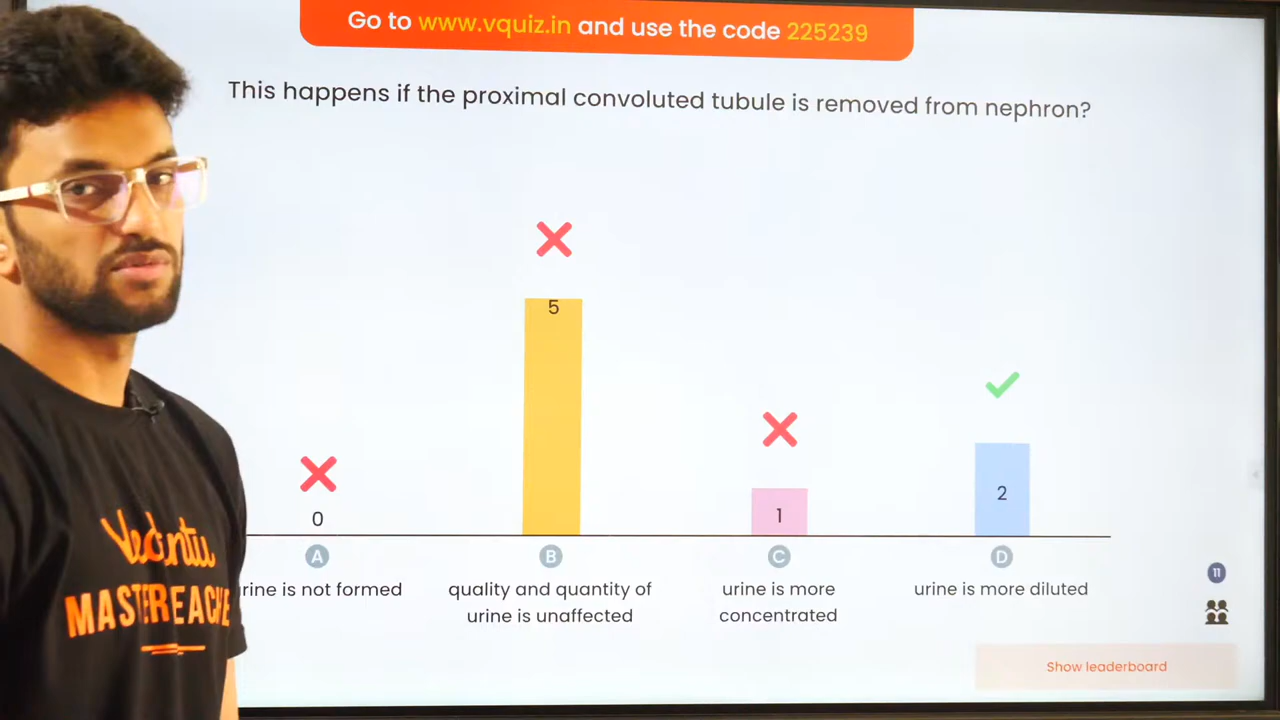 Go to www.vquiz.in and use the code 225239
This happens if the proximal convoluted tubule is removed from nephron?
5
2
1
0
A
B
C
D
rine is not formed
quality and quantity of
urine is unaffected
urine is more
concentrated
urine is more diluted
11
Show leaderboard
Vedantu
MASTER